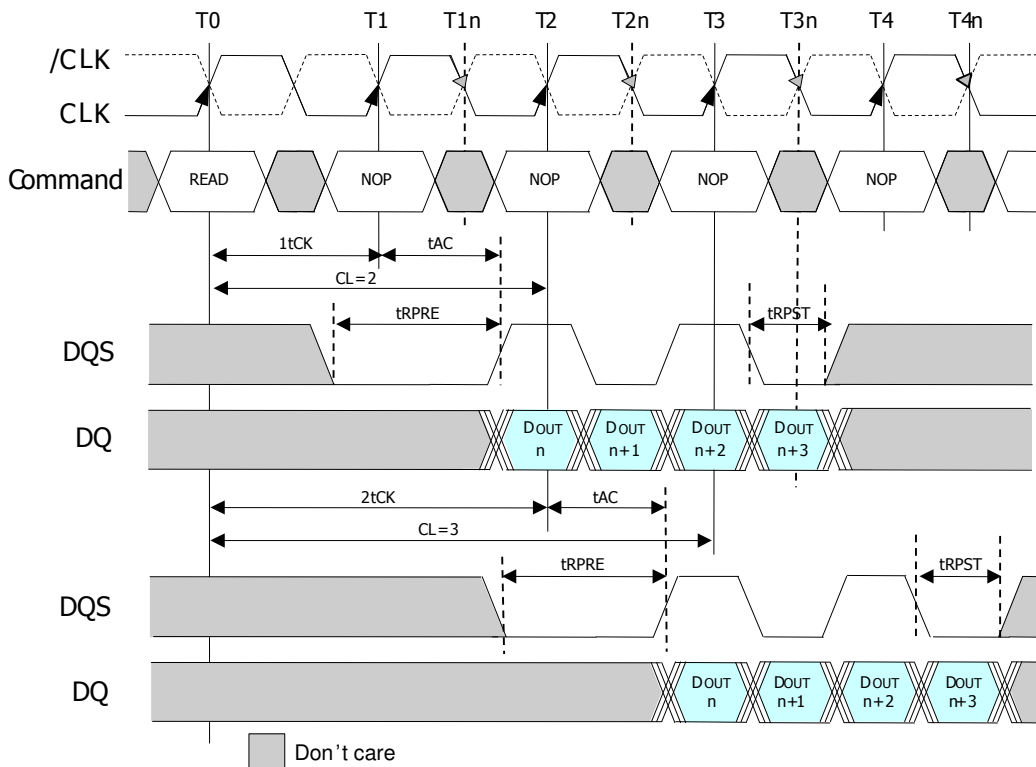 T0 T1 T1n T2 T2n T3 T3n T4 T4n
/CLK
CLK
Command READ NOP NOP NOP NOP
1tCK tAC
CL=2
tRPRE tRPST
DQS
DQ
DOUT n DOUT n+1 DOUT n+2 DOUT n+3
2tCK tAC
CL=3
tRPRE tRPST
DQS
DQ
DOUT n DOUT n+1 DOUT n+2 DOUT n+3
Don't care